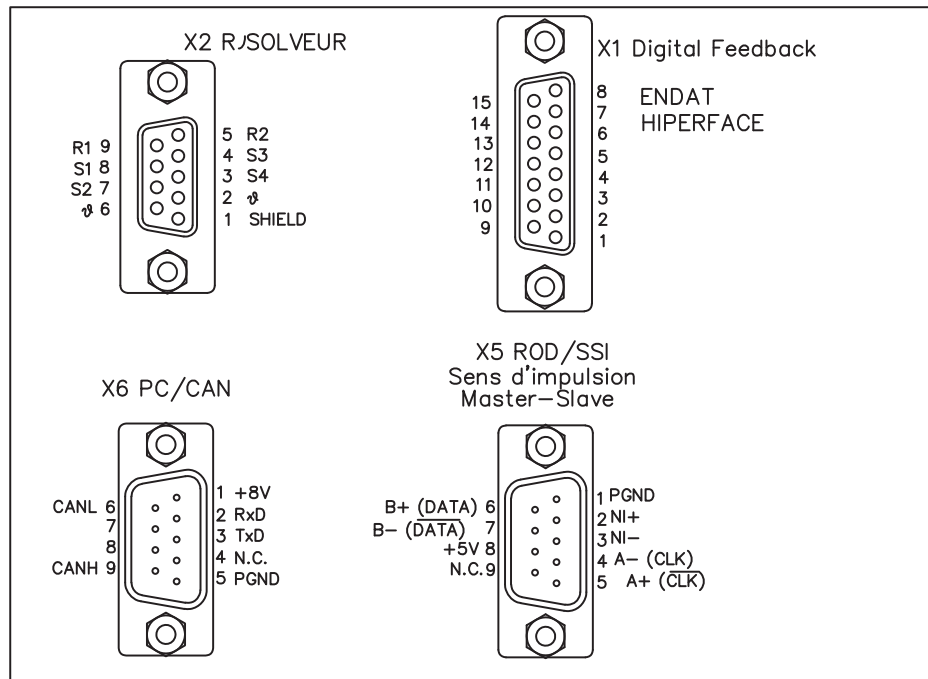 X2 R/SOLVEUR
R1 9
S1 8
S2 7
ϑ 6
5 R2
4 S3
3 S4
2 ϑ
1 SHIELD
X1 Digital Feedback
ENDAT
HIPERFACE
15
14
13
12
11
10
9
8
7
6
5
4
3
2
1
X6 PC/CAN
CANL 6
7
8
CANH 9
1 +8V
2 RxD
3 TxD
4 N.C.
5 PGND
X5 ROD/SSI
Sens d'impulsion
Master-Slave
B+ (DATA) 6
B- (D̅A̅T̅A̅) 7
+5V 8
N.C. 9
1 PGND
2 NI+
3 NI-
4 A- (CLK)
5 A+ (C̅L̅K̅)